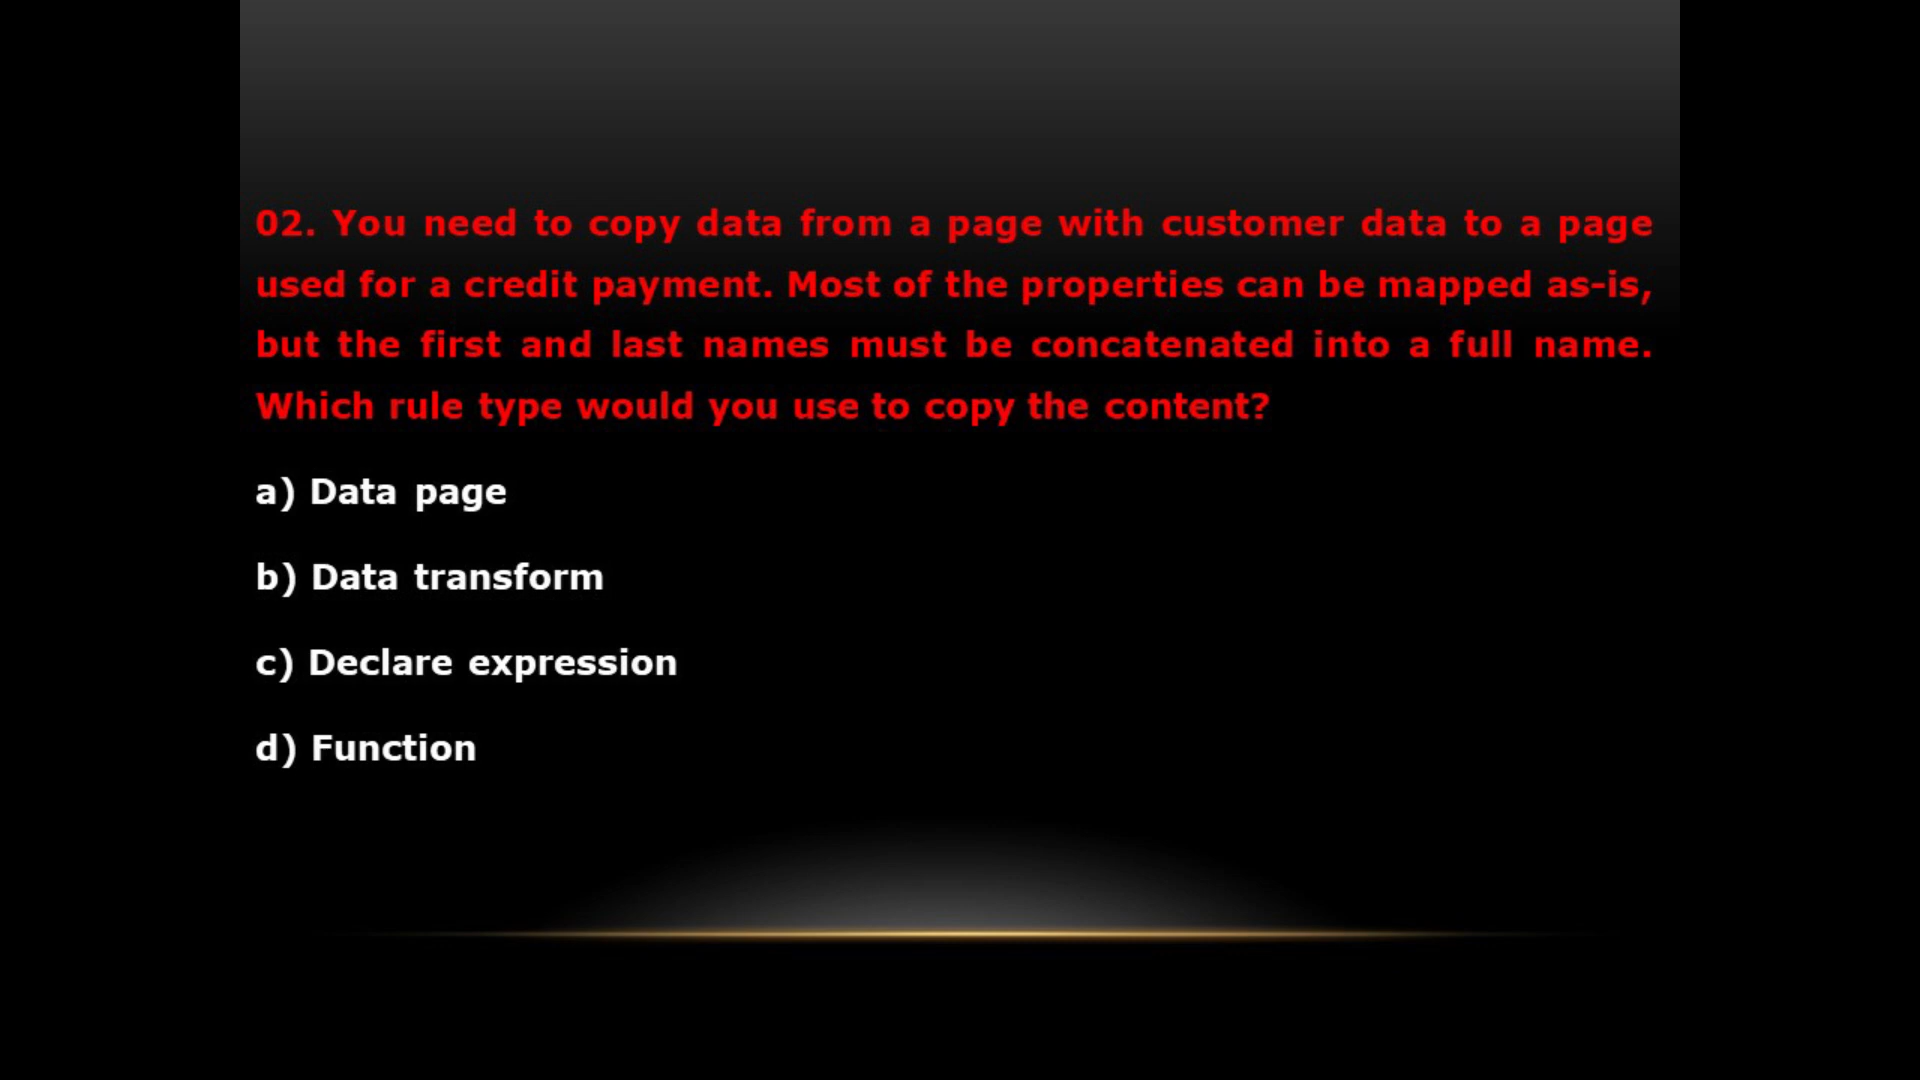 02. You need to copy data from a page with customer data to a page
used for a credit payment. Most of the properties can be mapped as-is,
but the first and last names must be concatenated into a full name.
Which rule type would you use to copy the content?
a) Data page
b) Data transform
c) Declare expression
d) Function